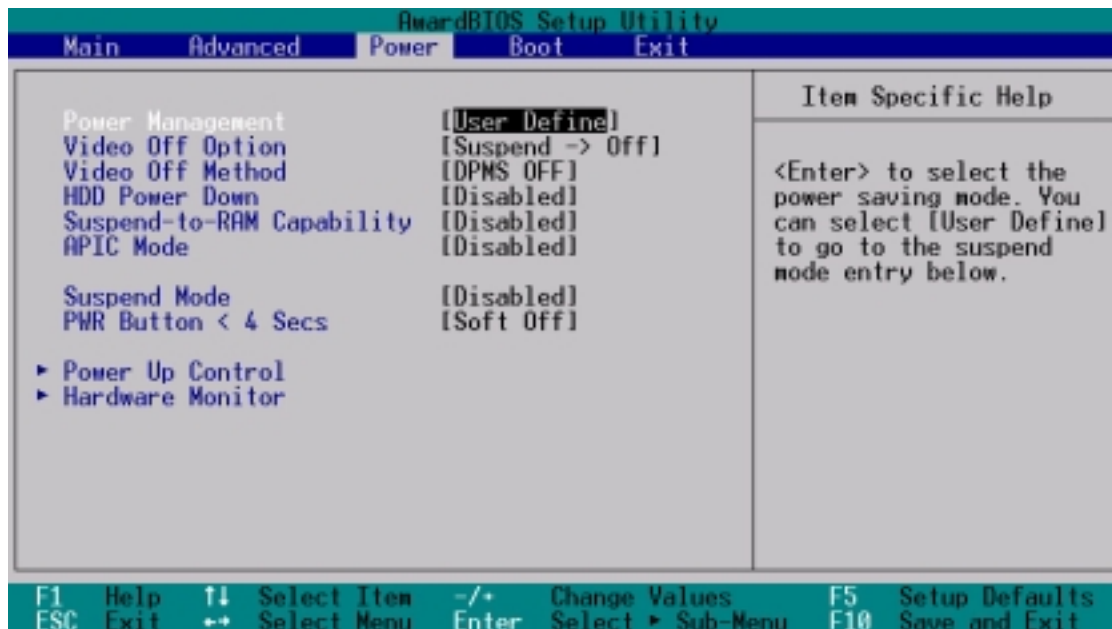 AwardBIOS Setup Utility
Main Advanced Power Boot Exit
Power Management [User Define]
Video Off Option [Suspend -> Off]
Video Off Method [DPMS OFF]
HDD Power Down [Disabled]
Suspend-to-RAM Capability [Disabled]
APIC Mode [Disabled]
Suspend Mode [Disabled]
PWR Button < 4 Secs [Soft Off]
► Power Up Control
► Hardware Monitor
Item Specific Help
<Enter> to select the
power saving mode. You
can select [User Define]
to go to the suspend
mode entry below.
F1 Help ↑↓ Select Item -/+ Change Values F5 Setup Defaults
ESC Exit ←→ Select Menu Enter Select ► Sub-Menu F10 Save and Exit